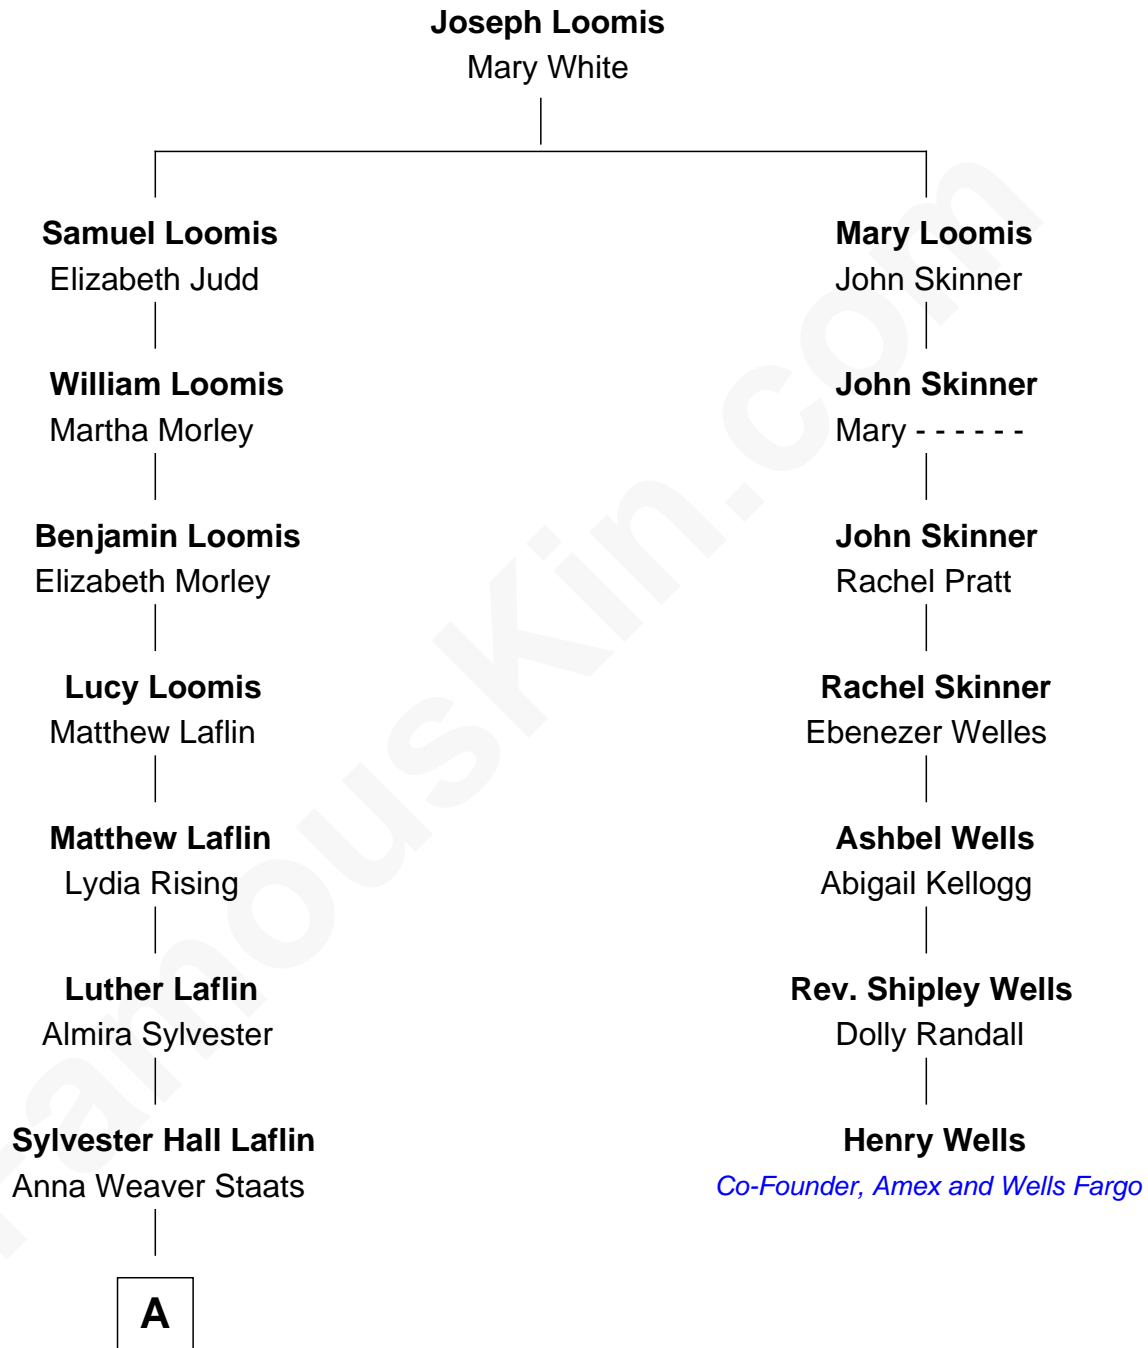 Joseph Loomis
Mary White
Samuel Loomis
Elizabeth Judd
William Loomis
Martha Morley
Benjamin Loomis
Elizabeth Morley
Lucy Loomis
Matthew Laflin
Matthew Laflin
Lydia Rising
Luther Laflin
Almira Sylvester
Sylvester Hall Laflin
Anna Weaver Staats
A
Mary Loomis
John Skinner
John Skinner
Mary - - - - - -
John Skinner
Rachel Pratt
Rachel Skinner
Ebenezer Welles
Ashbel Wells
Abigail Kellogg
Rev. Shipley Wells
Dolly Randall
Henry Wells
Co-Founder, Amex and Wells Fargo
FamousKin.com